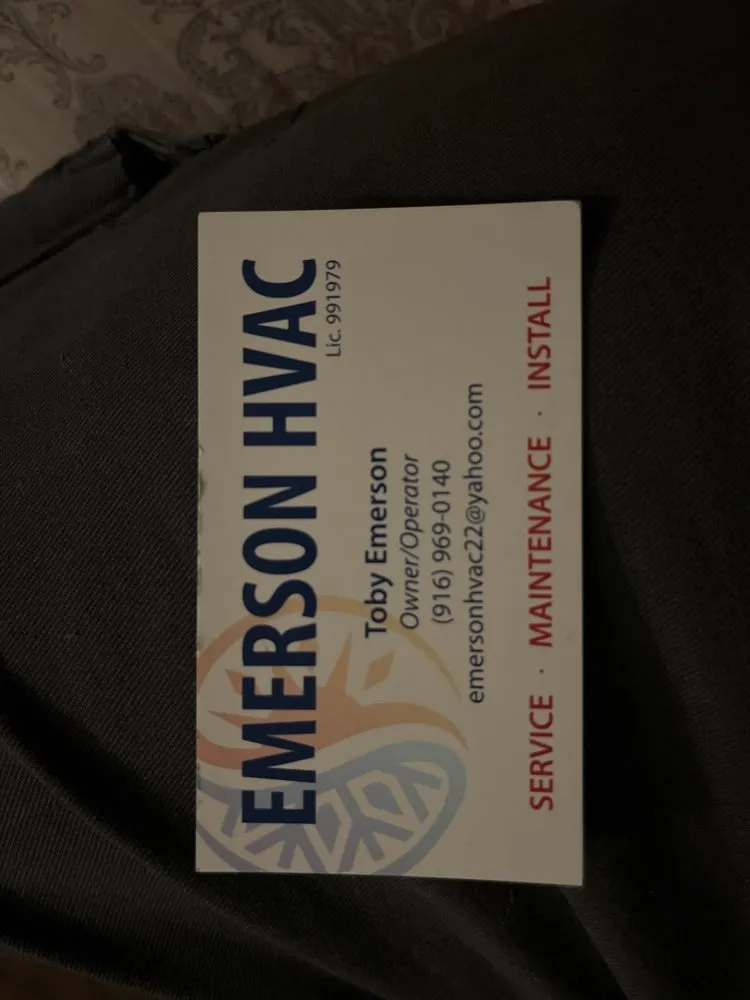 EMERSON HVAC
Lic. 991979
Toby Emerson
Owner/Operator
(916) 969-0140
emersonhvac22@yahoo.com
SERVICE · MAINTENANCE · INSTALL